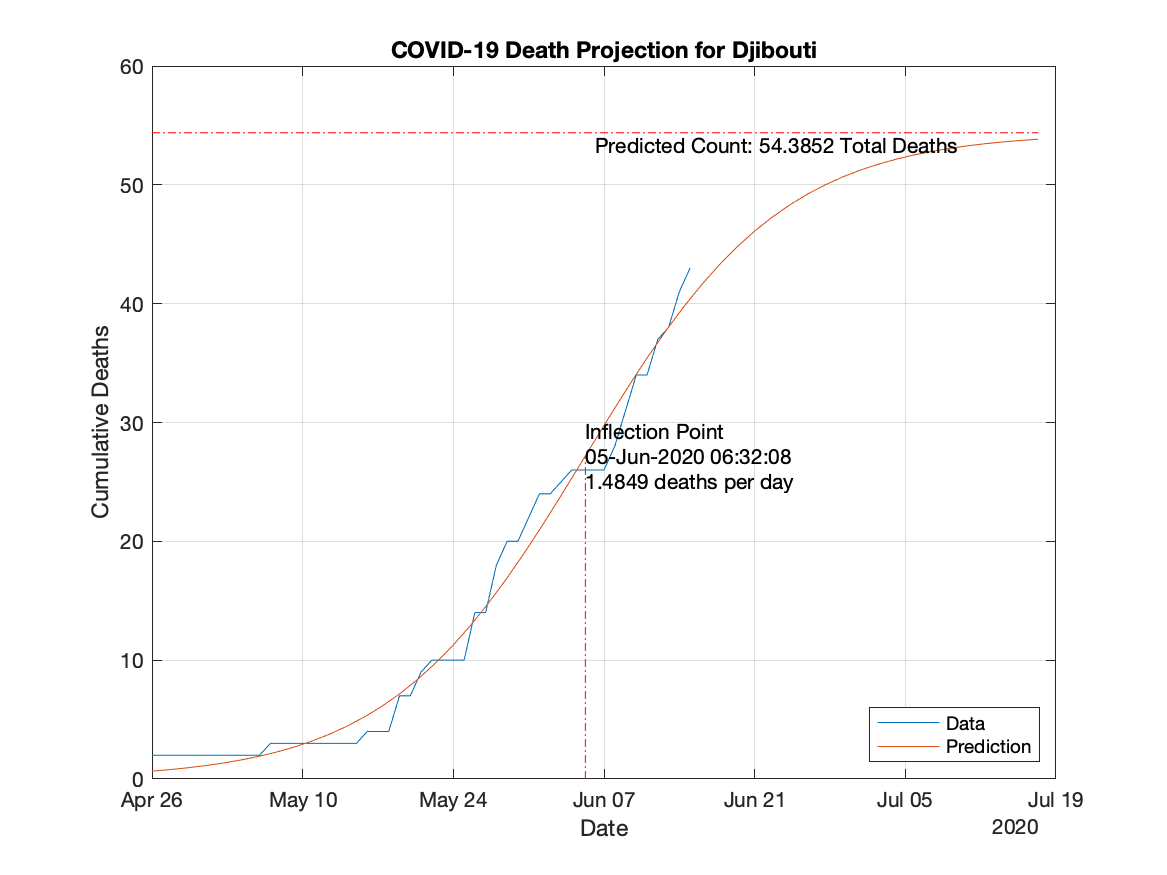 COVID-19 Death Projection for Djibouti
60
50
40
30
20
10
0
Cumulative Deaths
Predicted Count: 54.3852 Total Deaths
Inflection Point
05-Jun-2020 06:32:08
1.4849 deaths per day
Data
Prediction
Apr 26 May 10 May 24 Jun 07 Jun 21 Jul 05 Jul 19
Date
2020